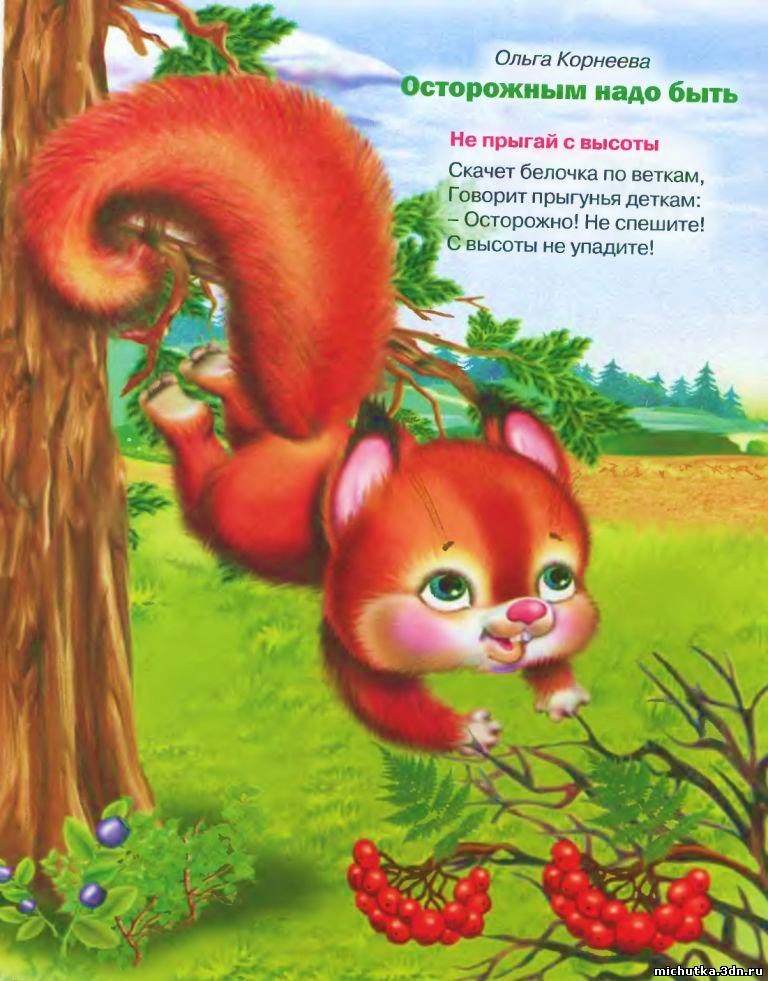 Ольга Корнеева
Осторожным надо быть
Не прыгай с высоты
Скачет белочка по веткам,
Говорит прыгунья деткам:
– Осторожно! Не спешите!
С высоты не упадите!
michutka.3dn.ru